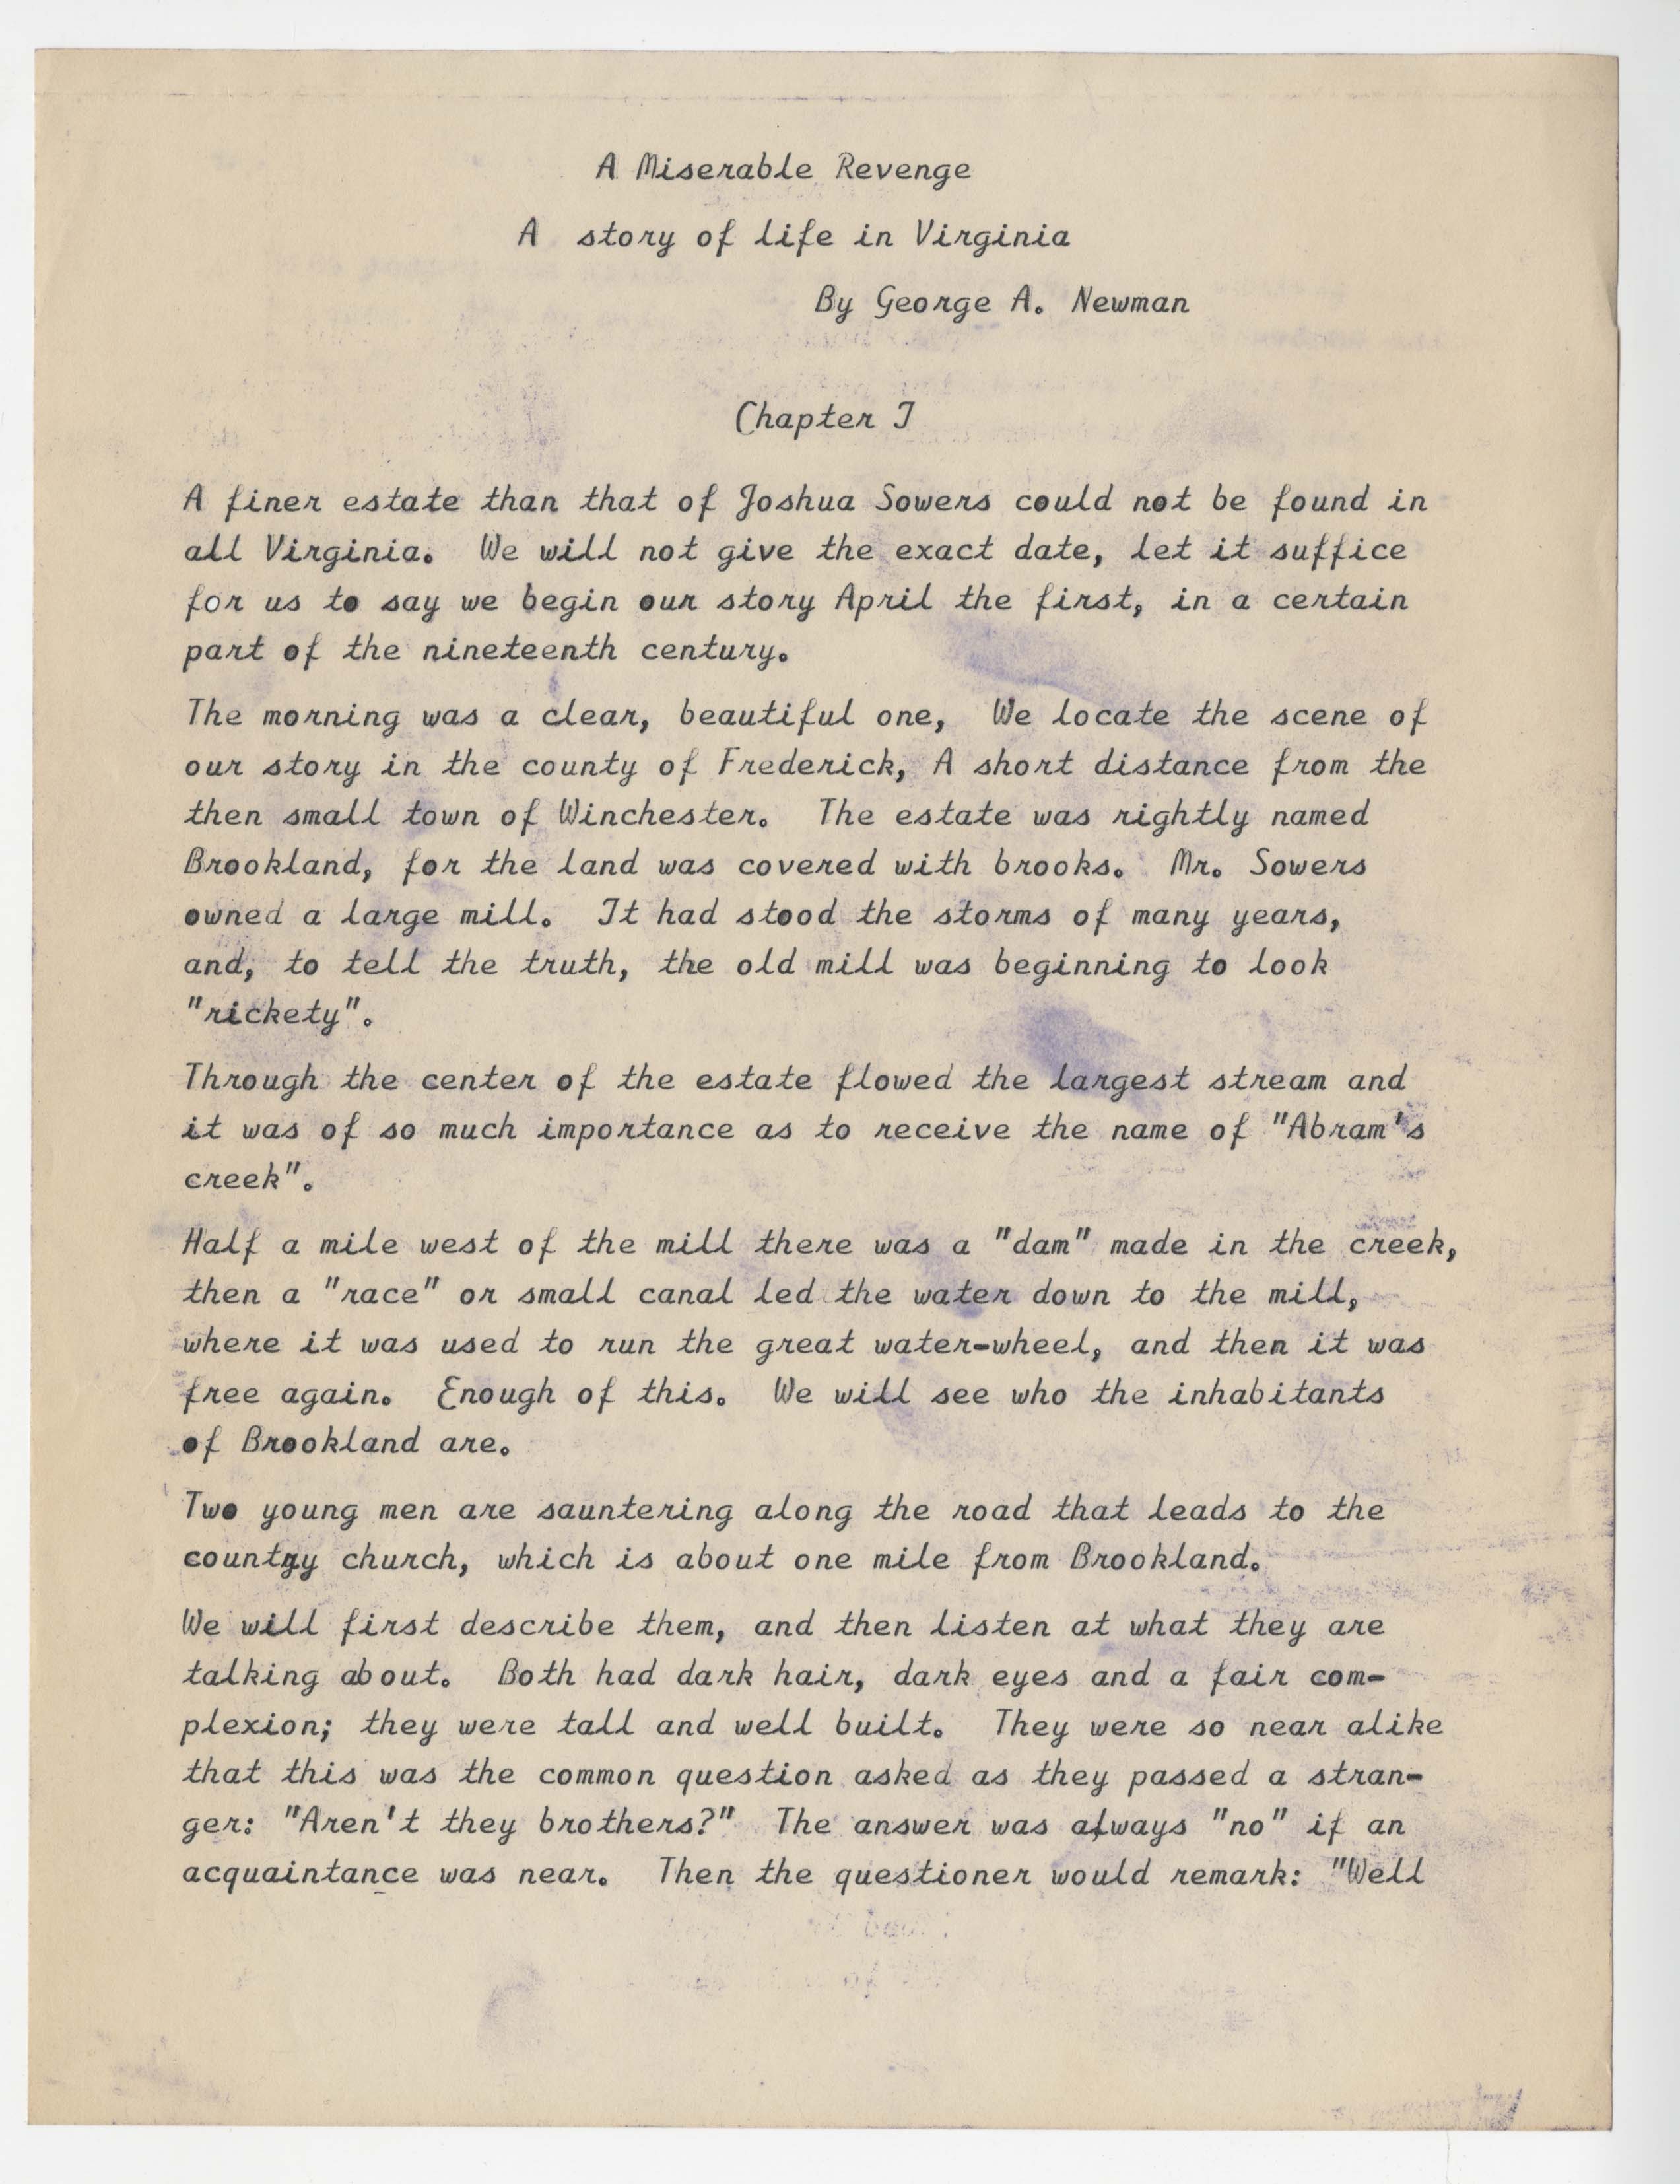 A Miserable Revenge
A story of life in Virginia
By George A. Newman
Chapter I
A finer estate than that of Joshua Sowers could not be found in
all Virginia. We will not give the exact date, let it suffice
for us to say we begin our story April the first, in a certain
part of the nineteenth century.
The morning was a clear, beautiful one, We locate the scene of
our story in the county of Frederick, A short distance from the
then small town of Winchester. The estate was rightly named
Brookland, for the land was covered with brooks. Mr. Sowers
owned a large mill. It had stood the storms of many years,
and, to tell the truth, the old mill was beginning to look
"rickety".
Through the center of the estate flowed the largest stream and
it was of so much importance as to receive the name of "Abram's
creek".
Half a mile west of the mill there was a "dam" made in the creek,
then a "race" or small canal led the water down to the mill,
where it was used to run the great water-wheel, and then it was
free again. Enough of this. We will see who the inhabitants
of Brookland are.
Two young men are sauntering along the road that leads to the
country church, which is about one mile from Brookland.
We will first describe them, and then listen at what they are
talking about. Both had dark hair, dark eyes and a fair com-
plexion; they were tall and well built. They were so near alike
that this was the common question asked as they passed a stran-
ger: "Aren't they brothers?" The answer was always "no" if an
acquaintance was near. Then the questioner would remark: "Well